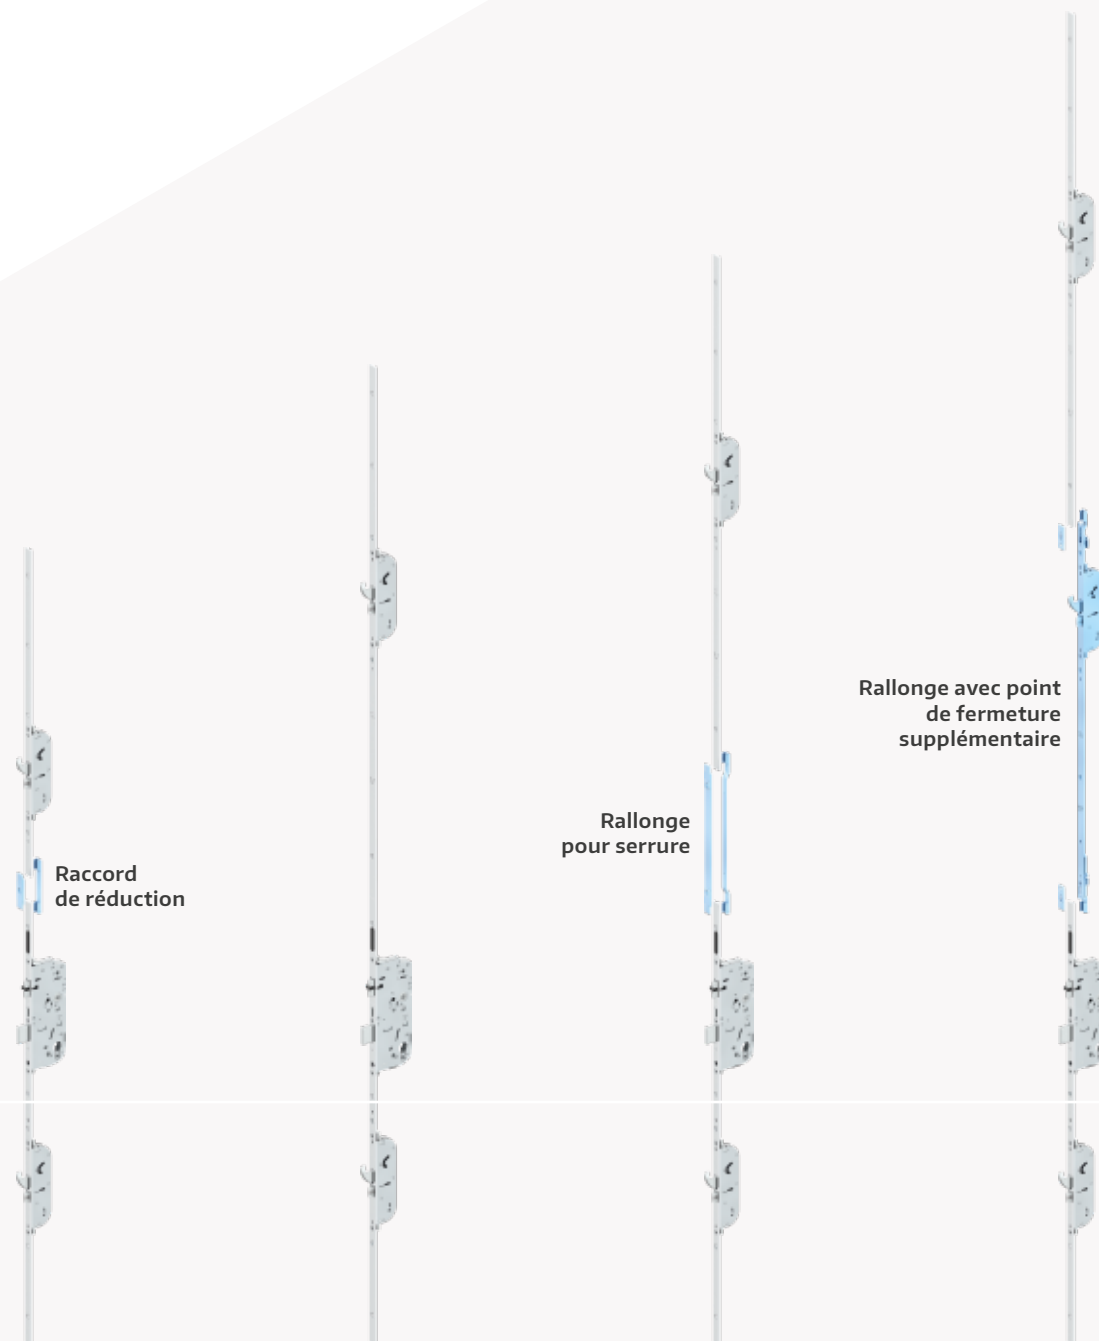 Rallonge avec point
de fermeture
supplémentaire
Rallonge
pour serrure
Raccord
de réduction